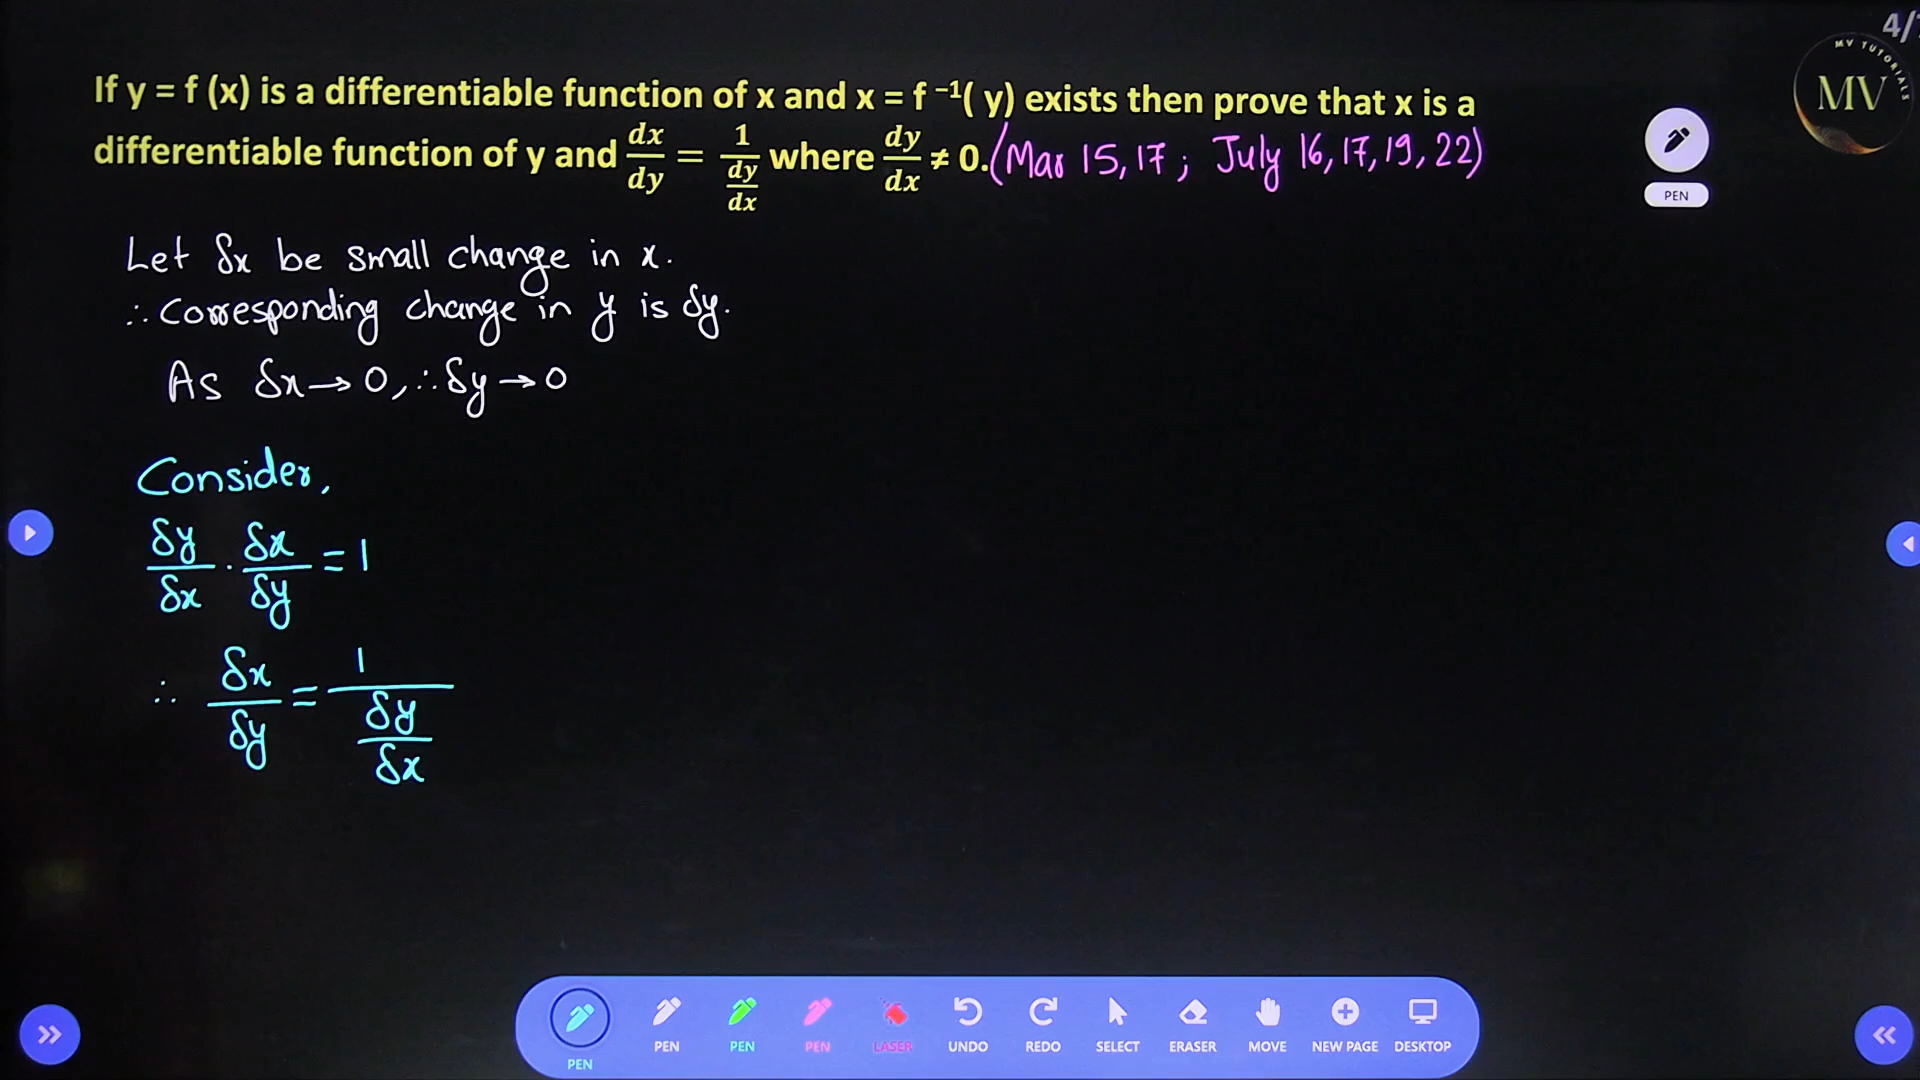 4/
MV TUTORIALS
MV
If y = f (x) is a differentiable function of x and x = f ⁻¹( y) exists then prove that x is a
differentiable function of y and dx/dy = 1/(dy/dx) where dy/dx ≠ 0. (Mar 15, 17 ; July 16, 17, 19, 22)
PEN
Let δx be small change in x.
∴ Corresponding change in y is δy.
As δx → 0, ∴ δy → 0
Consider,
δy/δx · δx/δy = 1
∴ δx/δy = 1/(δy/δx)
PEN PEN PEN PEN LASER UNDO REDO SELECT ERASER MOVE NEW PAGE DESKTOP